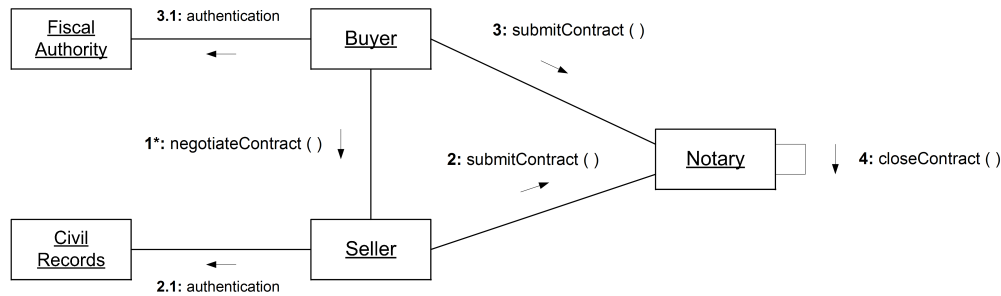 3.1: authentication
Fiscal
Authority
Buyer
3: submitContract ( )
1*: negotiateContract ( )
2: submitContract ( )
Notary
4: closeContract ( )
Civil
Records
Seller
2.1: authentication